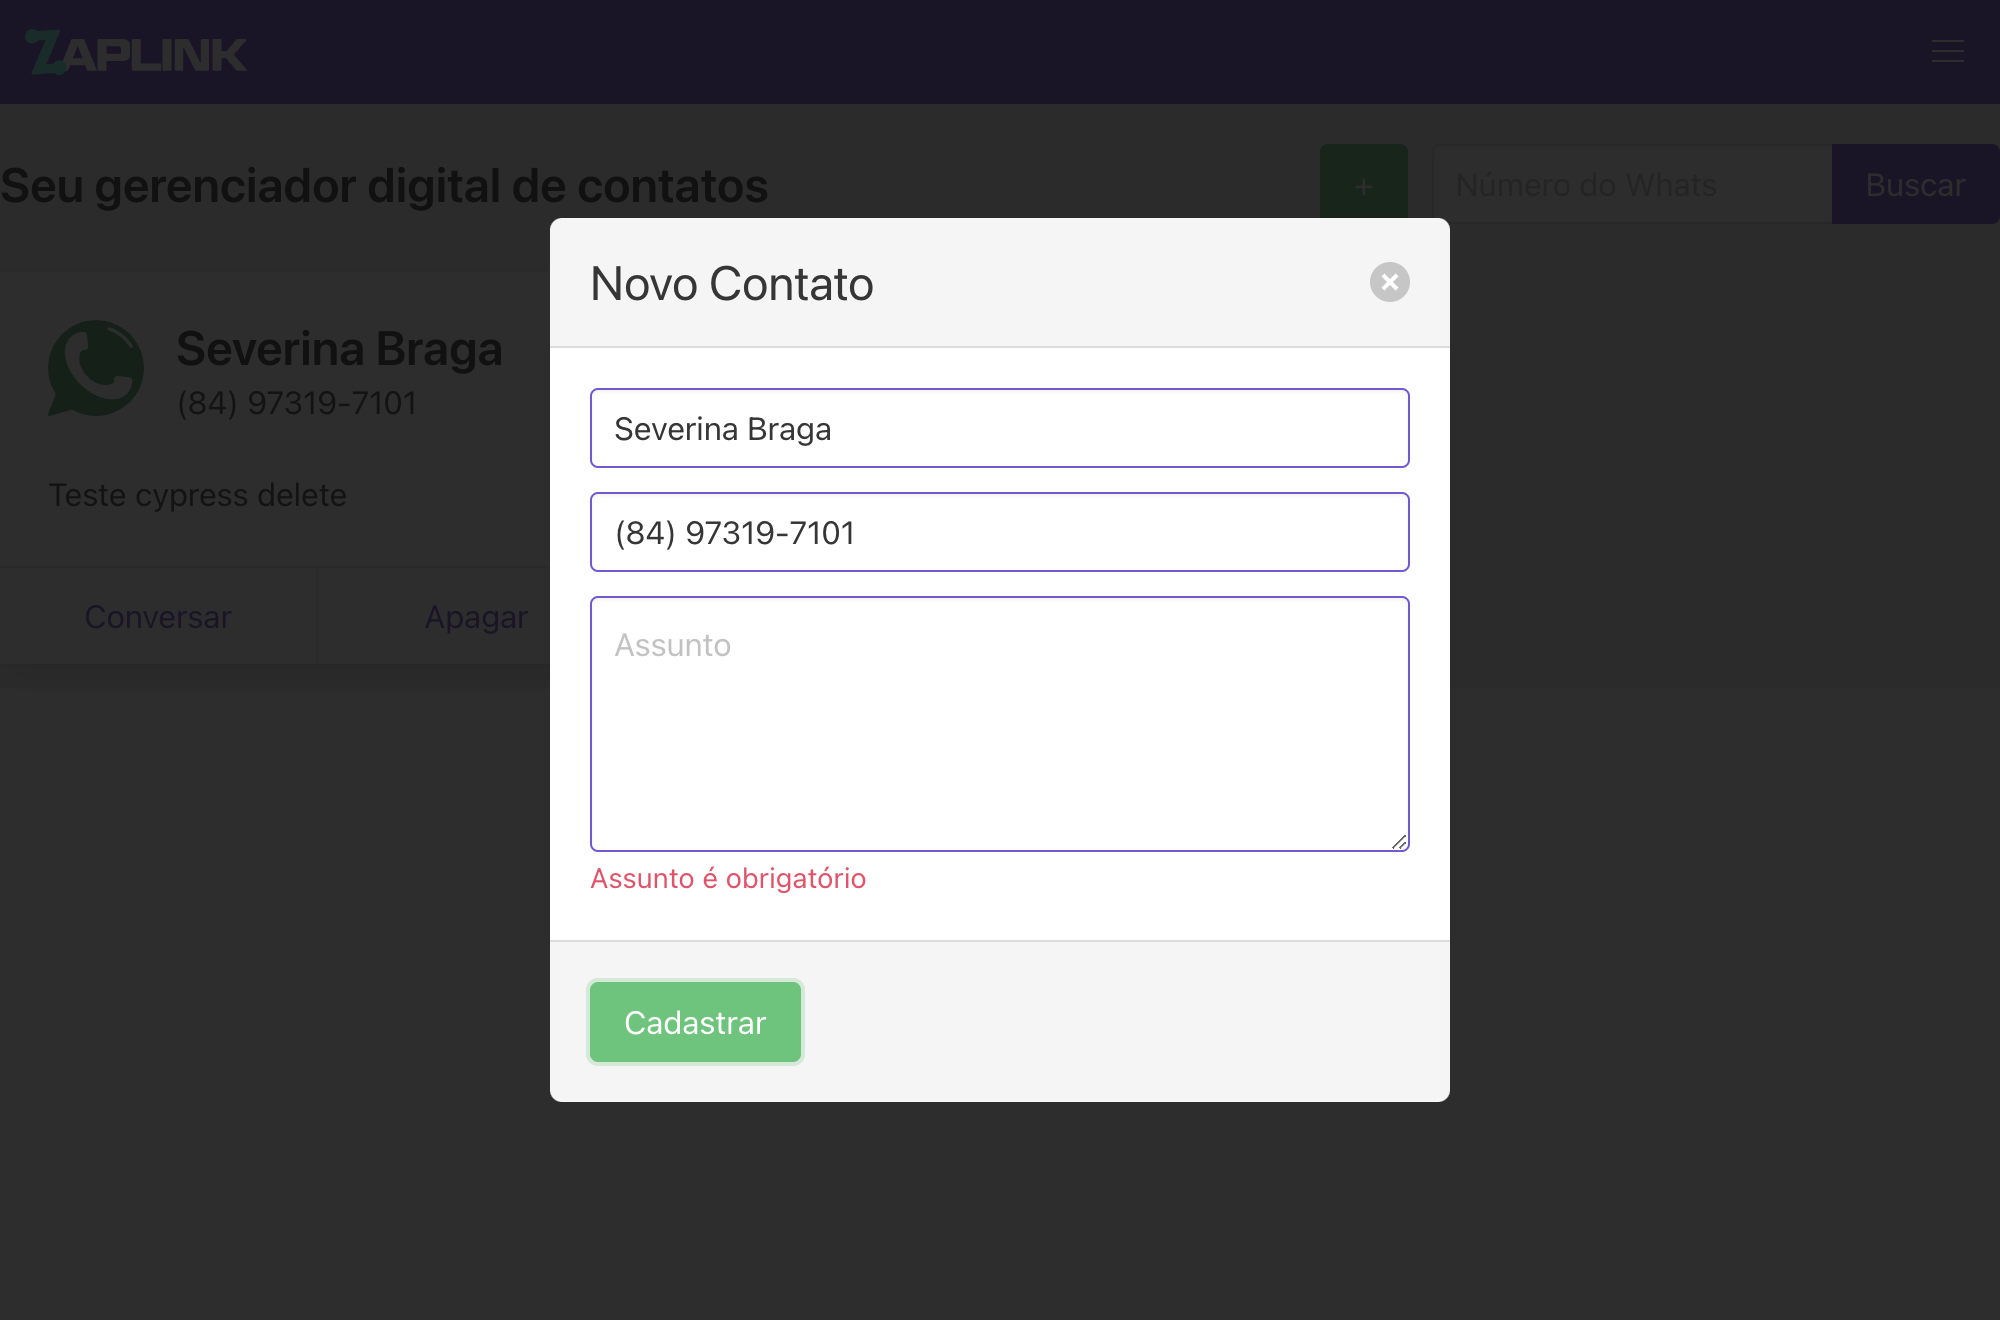 ZAPLINK
Seu gerenciador digital de contatos
+
Número do Whats
Buscar
Severina Braga
(84) 97319-7101
Teste cypress delete
Conversar
Apagar
Novo Contato
Severina Braga
(84) 97319-7101
Assunto
Assunto é obrigatório
Cadastrar